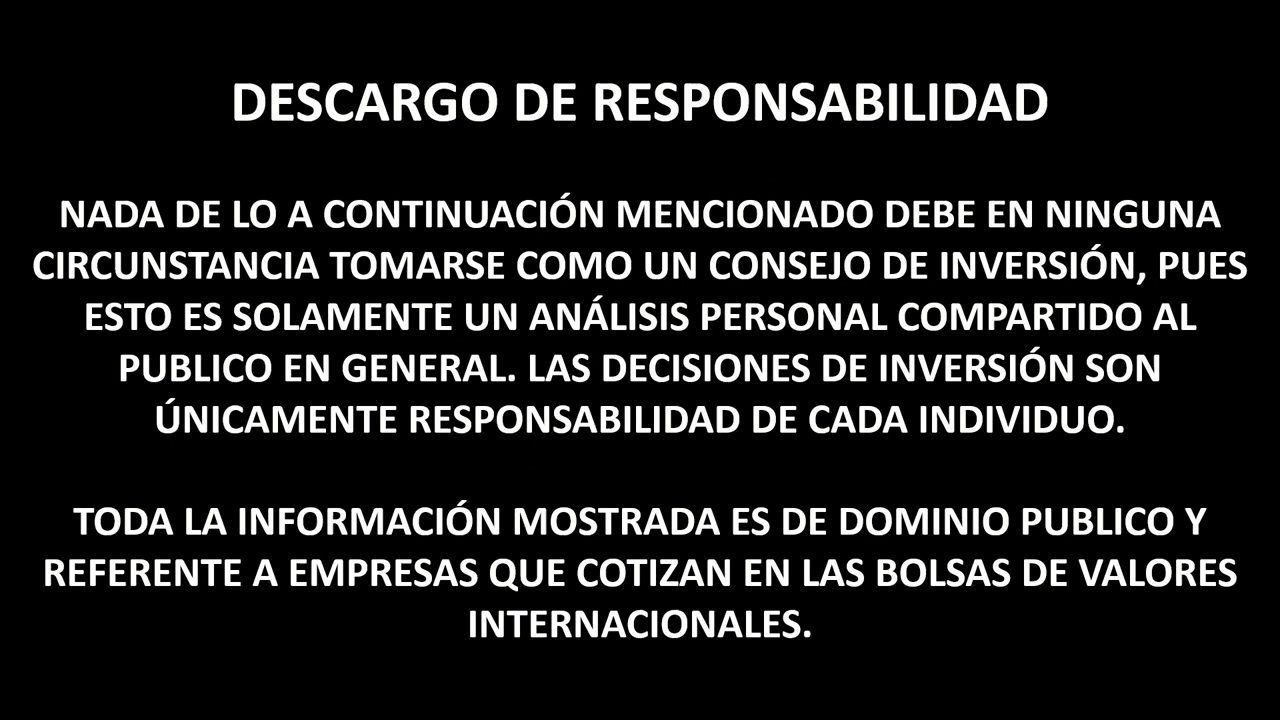 DESCARGO DE RESPONSABILIDAD
NADA DE LO A CONTINUACIÓN MENCIONADO DEBE EN NINGUNA
CIRCUNSTANCIA TOMARSE COMO UN CONSEJO DE INVERSIÓN, PUES
ESTO ES SOLAMENTE UN ANÁLISIS PERSONAL COMPARTIDO AL
PUBLICO EN GENERAL. LAS DECISIONES DE INVERSIÓN SON
ÚNICAMENTE RESPONSABILIDAD DE CADA INDIVIDUO.
TODA LA INFORMACIÓN MOSTRADA ES DE DOMINIO PUBLICO Y
REFERENTE A EMPRESAS QUE COTIZAN EN LAS BOLSAS DE VALORES
INTERNACIONALES.